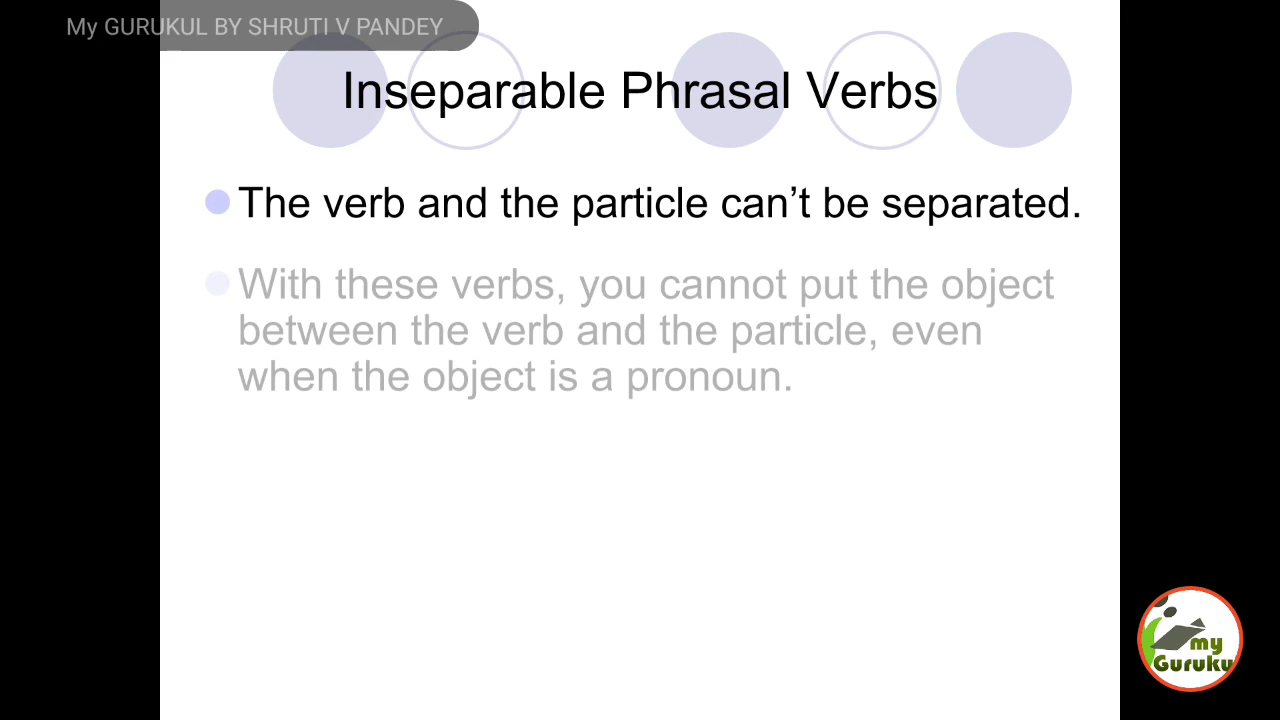 My GURUKUL BY SHRUTI V PANDEY
Inseparable Phrasal Verbs
The verb and the particle can’t be separated.
With these verbs, you cannot put the object
between the verb and the particle, even
when the object is a pronoun.
my
Guruku